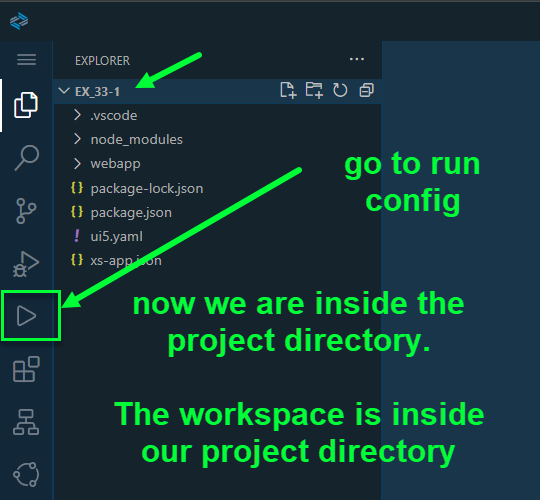 EXPLORER
EX_33-1
.vscode
node_modules
webapp
package-lock.json
package.json
ui5.yaml
xs-app.json
go to run
config
now we are inside the
project directory.
The workspace is inside
our project directory